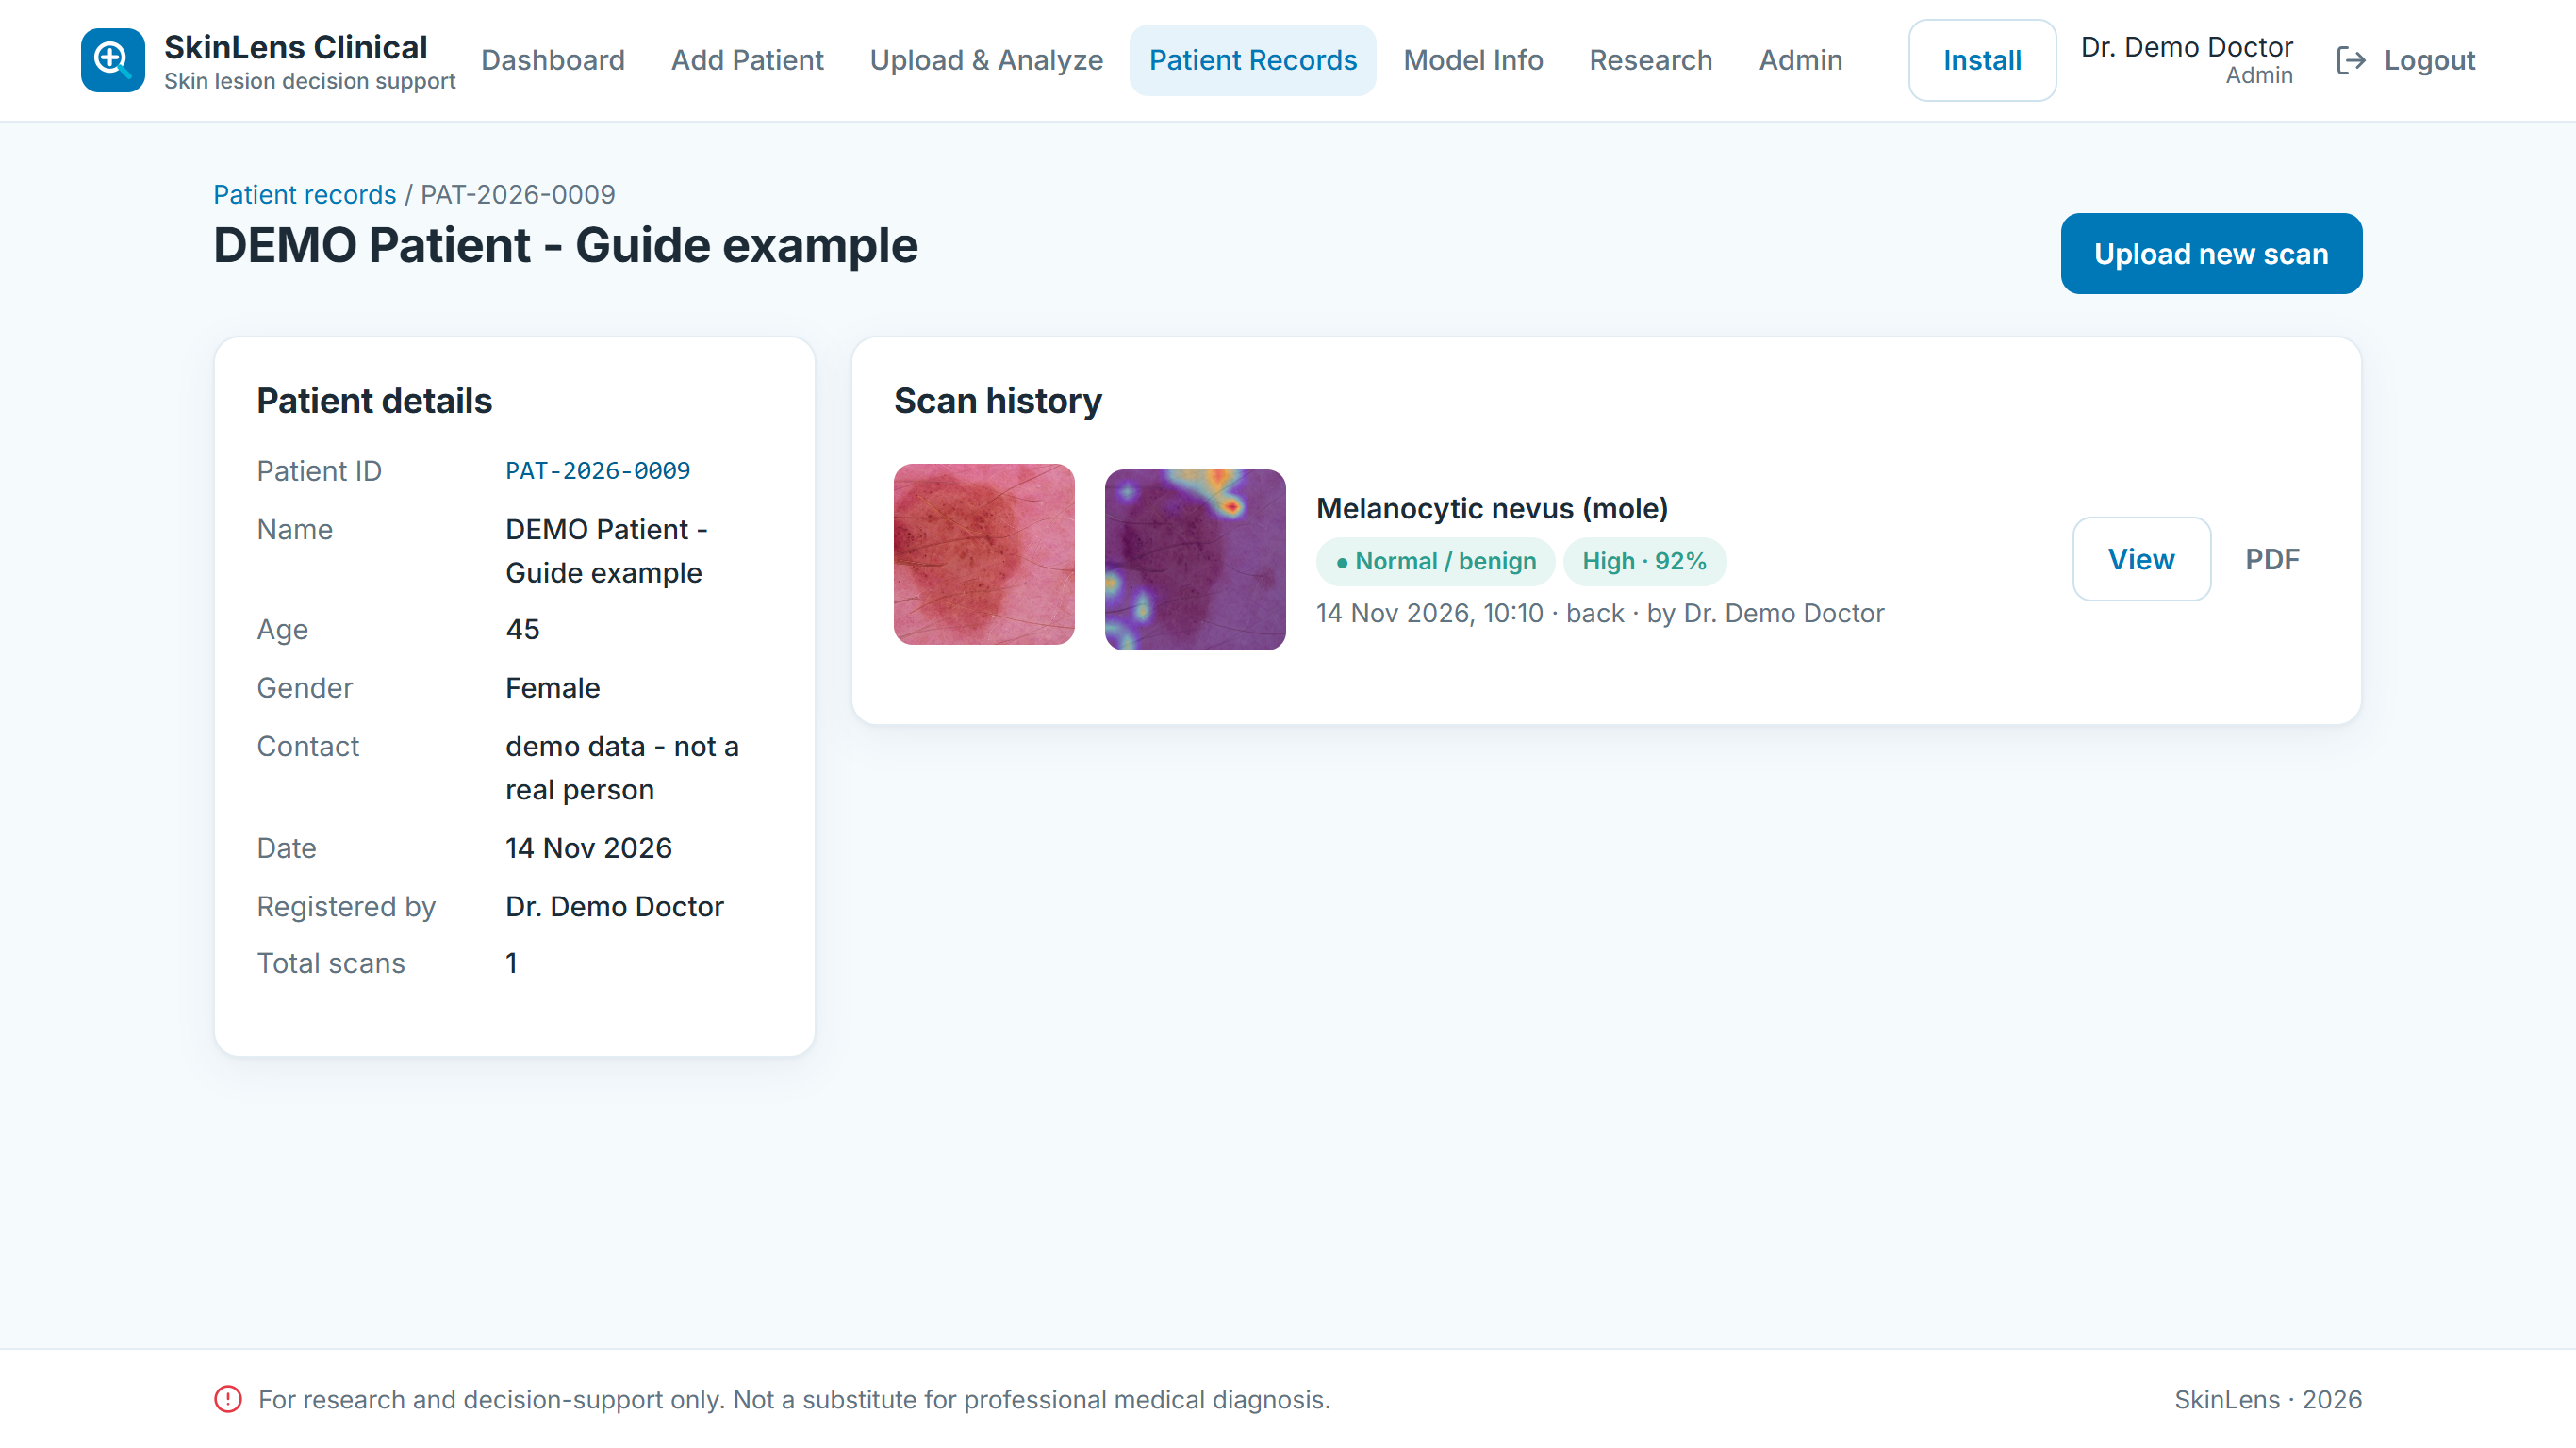 SkinLens Clinical
Skin lesion decision support
Dashboard
Add Patient
Upload & Analyze
Patient Records
Model Info
Research
Admin
Install
Dr. Demo Doctor
Admin
Logout
Patient records / PAT-2026-0009
DEMO Patient - Guide example
Upload new scan
Patient details
Patient ID PAT-2026-0009
Name DEMO Patient -
Guide example
Age 45
Gender Female
Contact demo data - not a
real person
Date 14 Nov 2026
Registered by Dr. Demo Doctor
Total scans 1
Scan history
Melanocytic nevus (mole)
Normal / benign High · 92%
14 Nov 2026, 10:10 · back · by Dr. Demo Doctor
View
PDF
For research and decision-support only. Not a substitute for professional medical diagnosis.
SkinLens · 2026